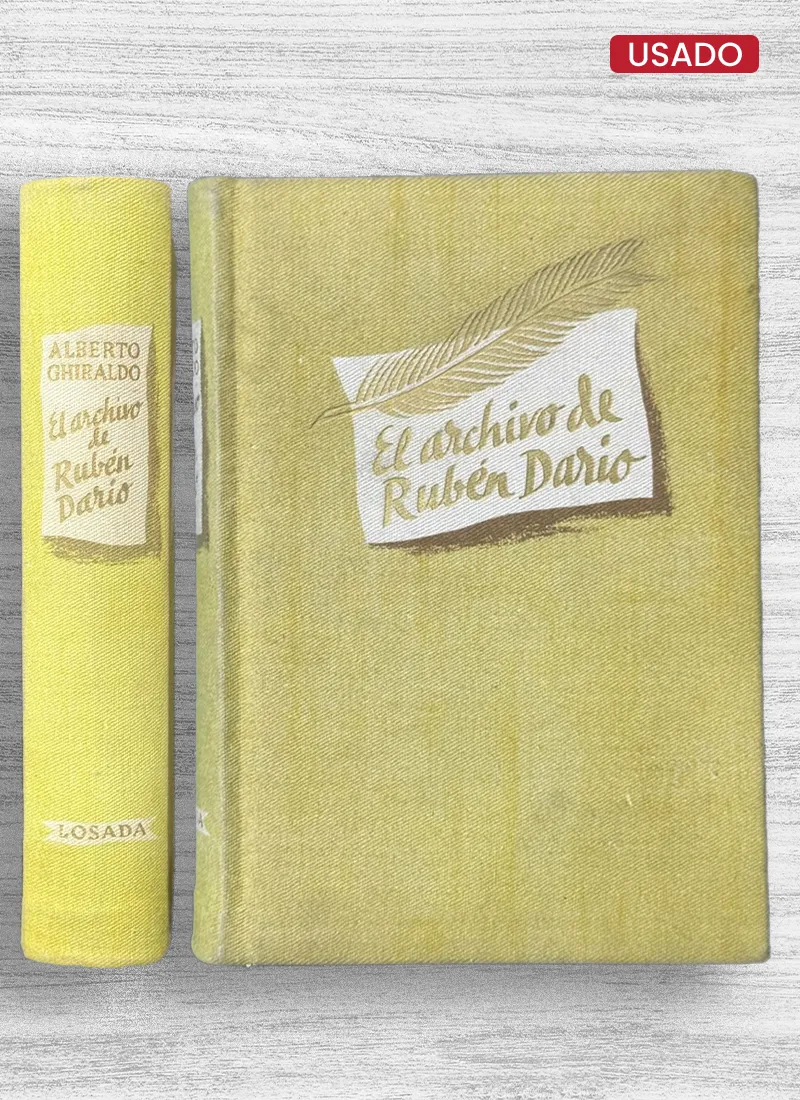 USADO
ALBERTO
GHIRALDO
El archivo
de
Rubén
Darío
LOSADA
El archivo de
Rubén Darío
A